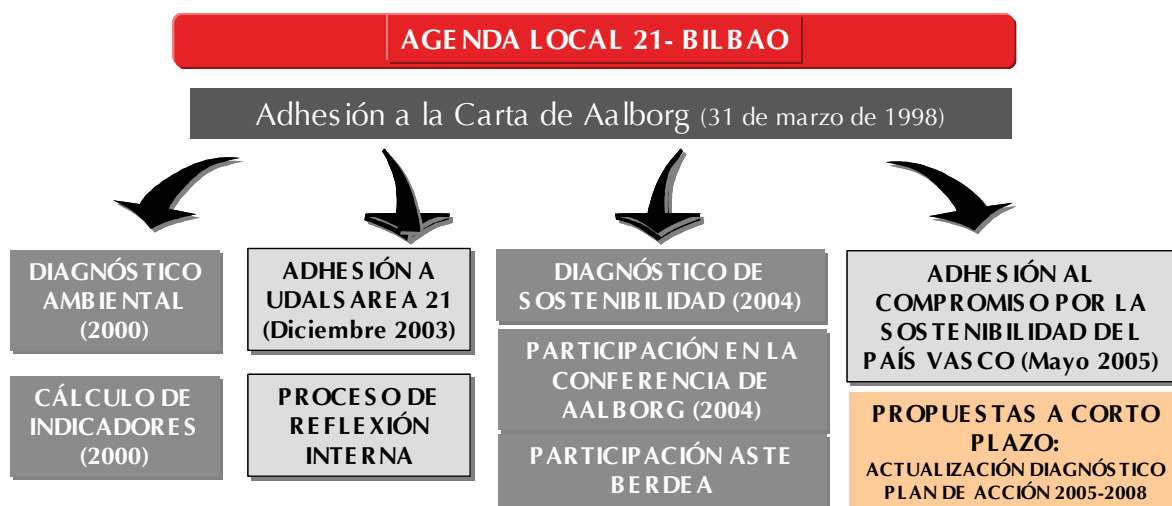 AGENDA LOCAL 21- BILBAO
Adhesión a la Carta de Aalborg (31 de marzo de 1998)
DIAGNÓSTICO
AMBIENTAL
(2000)
CÁLCULO DE
INDICADORES
(2000)
ADHESIÓN A
UDALSAREA 21
(Diciembre 2003)
PROCESO DE
REFLEXIÓN
INTERNA
DIAGNÓSTICO DE
SOSTENIBILIDAD (2004)
PARTICIPACIÓN EN LA
CONFERENCIA DE
AALBORG (2004)
PARTICIPACIÓN ASTE
BERDEA
ADHESIÓN AL
COMPROMISO POR LA
SOSTENIBILIDAD DEL
PAÍS VASCO (Mayo 2005)
PROPUESTAS A CORTO
PLAZO:
ACTUALIZACIÓN DIAGNÓSTICO
PLAN DE ACCIÓN 2005-2008